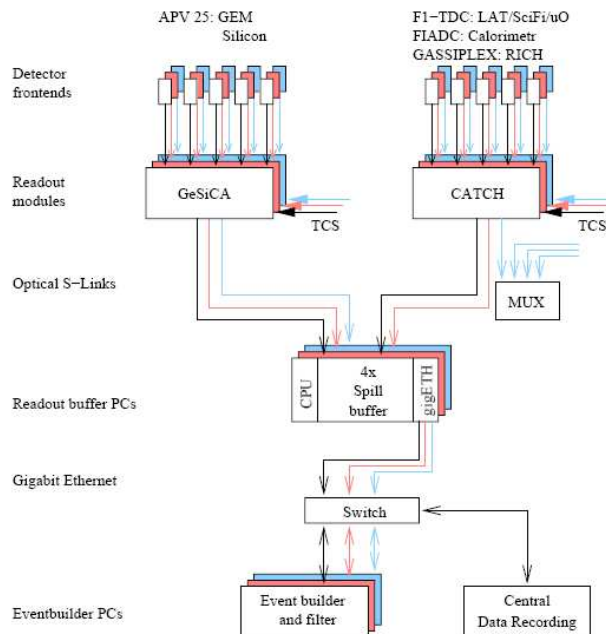 APV 25: GEM
Silicon
F1−TDC: LAT/SciFi/uO
FIADC: Calorimetr
GASSIPLEX: RICH
Detector
frontends
Readout
modules
GeSiCA
CATCH
TCS
TCS
Optical S−Links
MUX
Readout buffer PCs
CPU
4x
Spill
buffer
gigETH
Gigabit Ethernet
Switch
Eventbuilder PCs
Event builder
and filter
Central
Data Recording